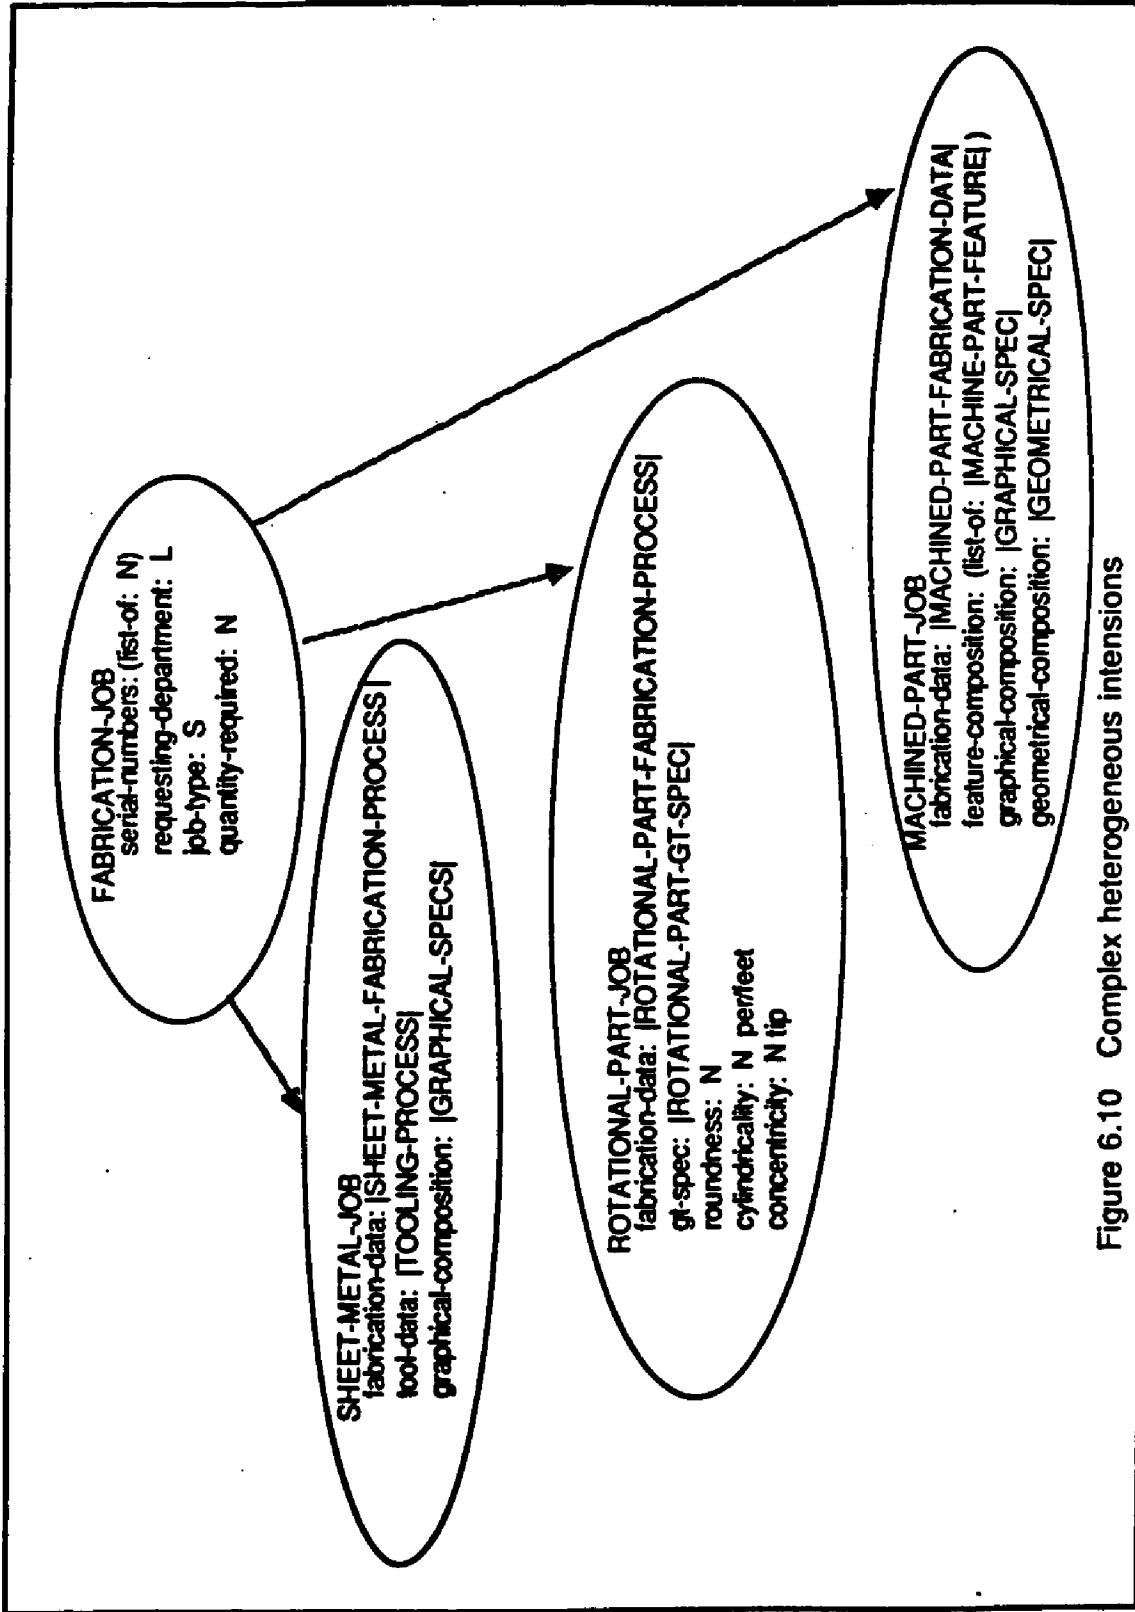 FABRICATION-JOB
serial-numbers: (list-of: N)
requesting-department: L
job-type: S
quantity-required: N
SHEET-METAL-JOB
fabrication-data: |SHEET-METAL-FABRICATION-PROCESS|
tool-data: |TOOLING-PROCESS|
graphical-composition: |GRAPHICAL-SPECS|
ROTATIONAL-PART-JOB
fabrication-data: |ROTATIONAL-PART-FABRICATION-PROCESS|
gt-spec: |ROTATIONAL-PART-GT-SPEC|
roundness: N
cylindricality: N per/feet
concentricity: N tip
MACHINED-PART-JOB
fabrication-data: |MACHINED-PART-FABRICATION-DATA|
feature-composition: (list-of: |MACHINE-PART-FEATURE| )
graphical-composition: |GRAPHICAL-SPEC|
geometrical-composition: |GEOMETRICAL-SPEC|
Figure 6.10 Complex heterogeneous intensions